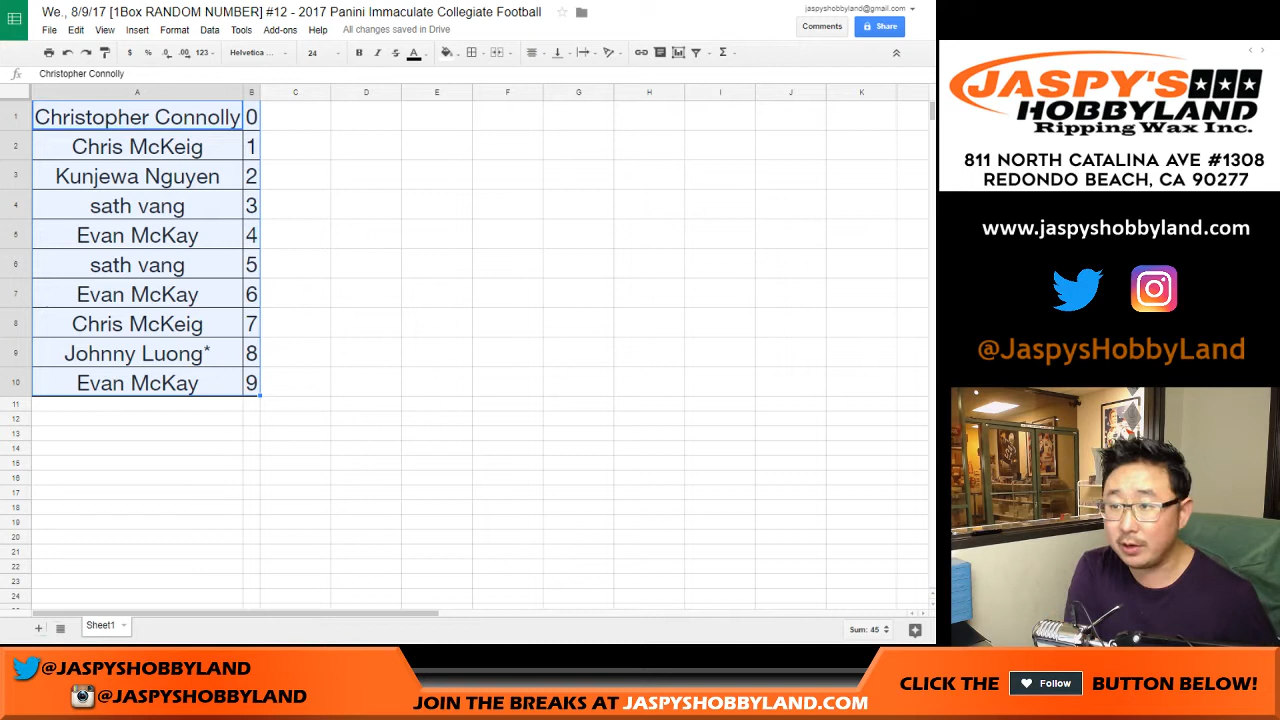 We., 8/9/17 [1Box RANDOM NUMBER] #12 - 2017 Panini Immaculate Collegiate Football
jaspyshobbyland@gmail.com
File Edit View Insert Format Data Tools Add-ons Help All changes saved in Drive
Comments Share
$ % .0 .00 123 Helvetica ... 24 B I S A Σ
fx Christopher Connolly
A B C D E F G H I J K
1 Christopher Connolly 0
2 Chris McKeig 1
3 Kunjewa Nguyen 2
4 sath vang 3
5 Evan McKay 4
6 sath vang 5
7 Evan McKay 6
8 Chris McKeig 7
9 Johnny Luong* 8
10 Evan McKay 9
11
12
13
14
15
16
17
18
19
20
21
22
23
24
Sheet1
Sum: 45
JASPY'S
HOBBYLAND
Ripping Wax Inc.
811 NORTH CATALINA AVE #1308
REDONDO BEACH, CA 90277
www.jaspyshobbyland.com
@JaspysHobbyLand
@JASPYSHOBBYLAND
@JASPYSHOBBYLAND
JOIN THE BREAKS AT JASPYSHOBBYLAND.COM
CLICK THE Follow BUTTON BELOW!